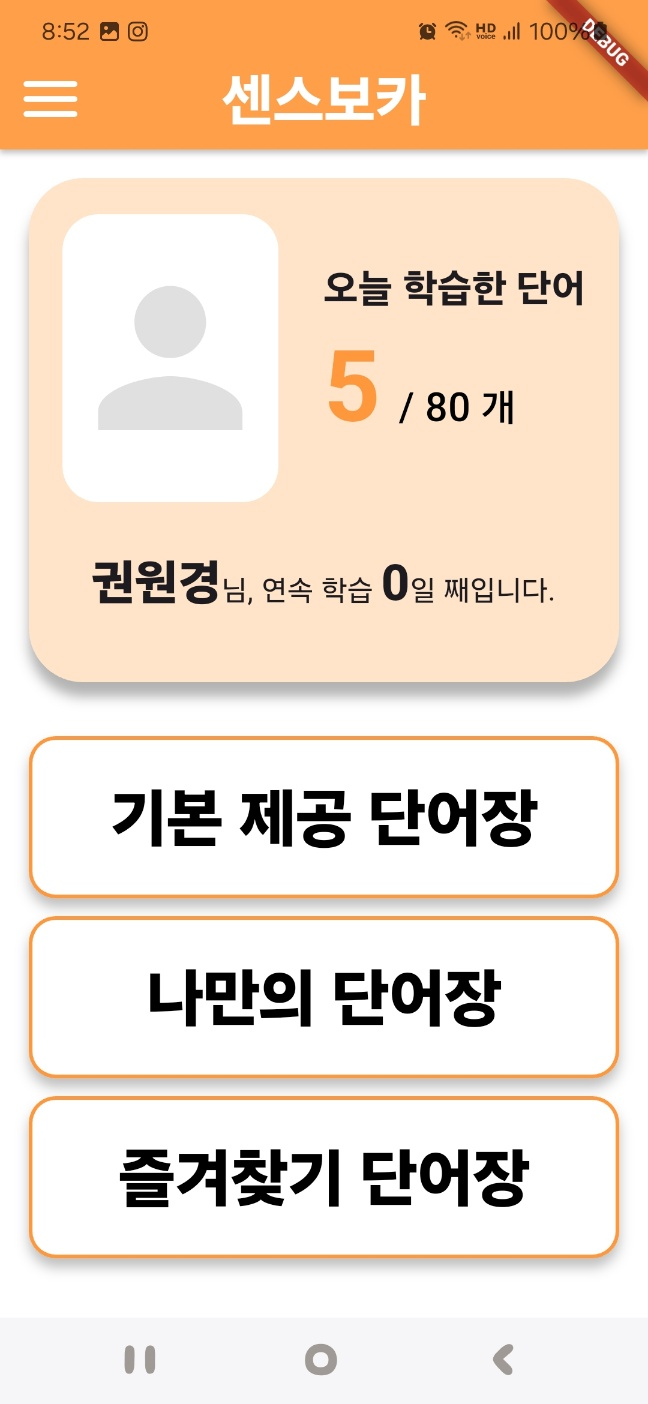 8:52 HD voice 100%
DEBUG
센스보카
오늘 학습한 단어
5 / 80 개
권원경님, 연속 학습 0일 째입니다.
기본 제공 단어장
나만의 단어장
즐겨찾기 단어장